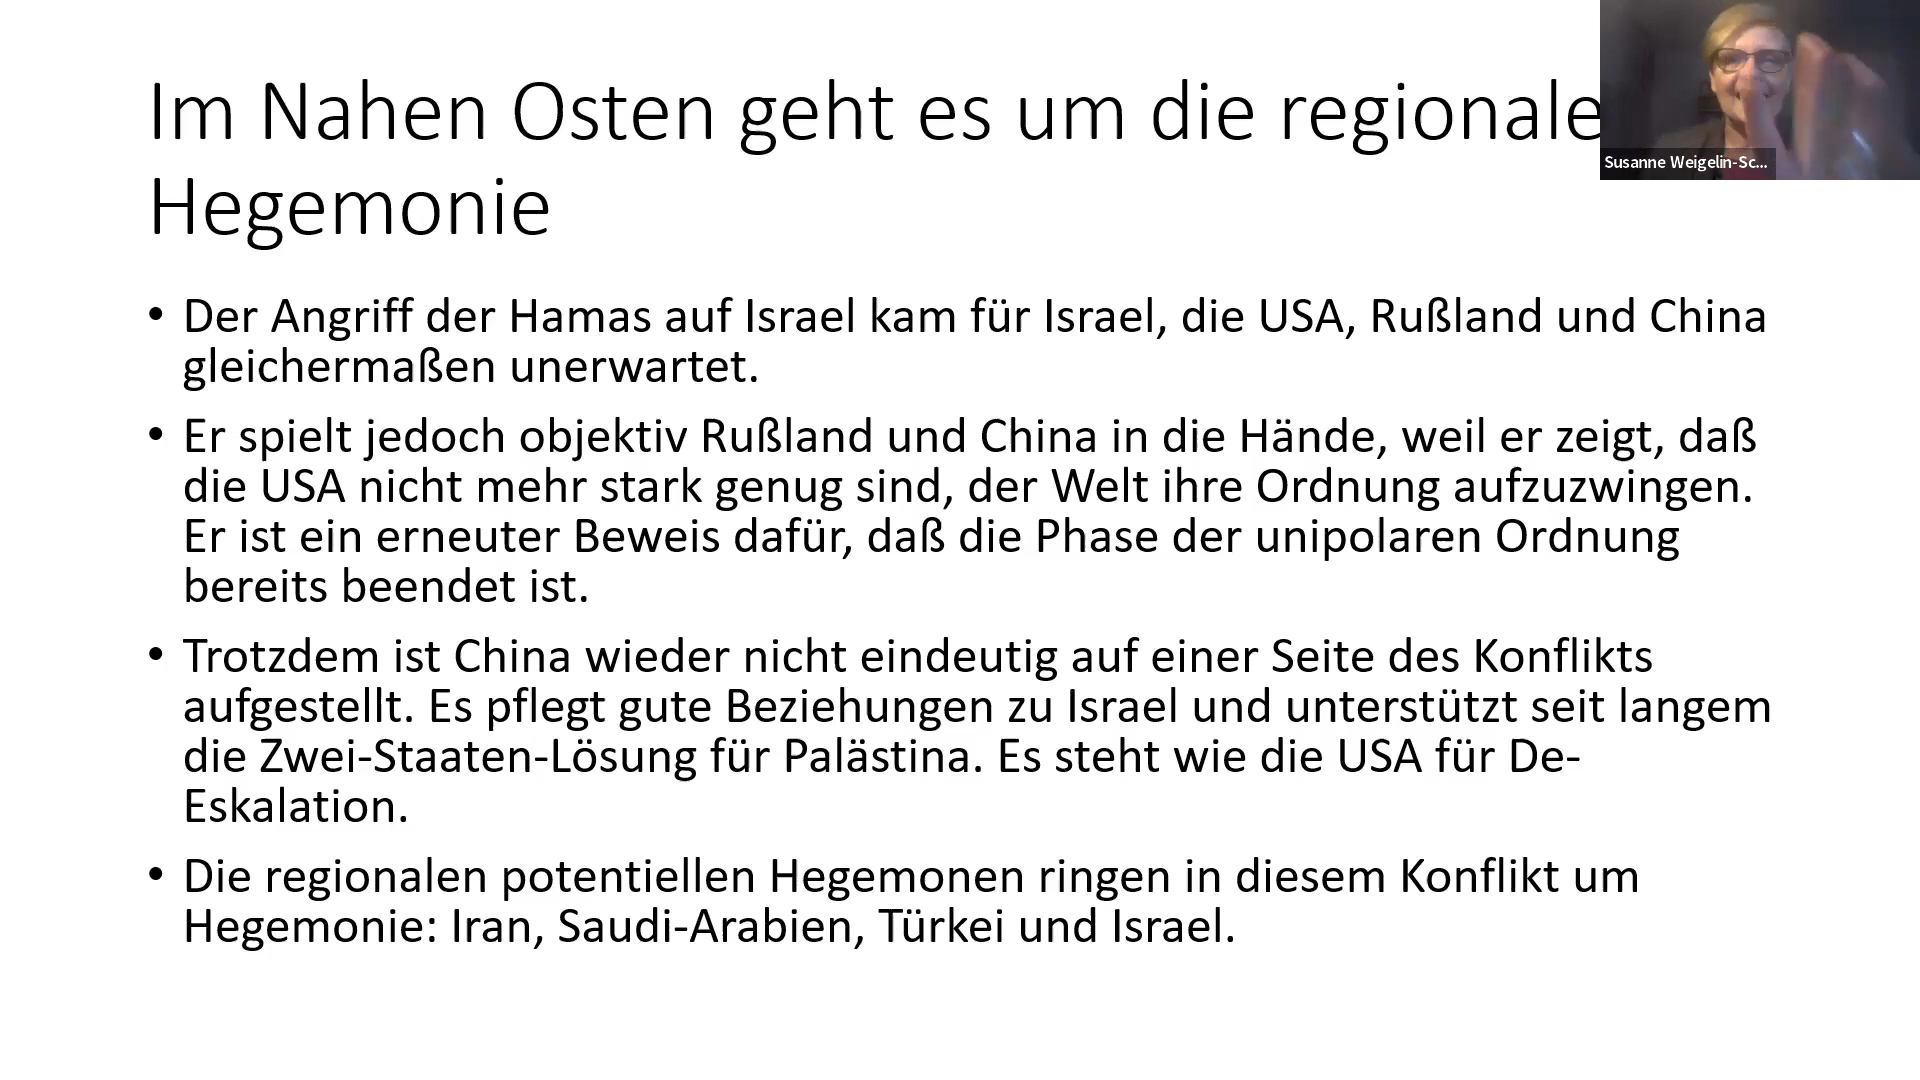 Im Nahen Osten geht es um die regionale
Hegemonie
Susanne Weigelin-Sc...
• Der Angriff der Hamas auf Israel kam für Israel, die USA, Rußland und China
gleichermaßen unerwartet.
• Er spielt jedoch objektiv Rußland und China in die Hände, weil er zeigt, daß
die USA nicht mehr stark genug sind, der Welt ihre Ordnung aufzuzwingen.
Er ist ein erneuter Beweis dafür, daß die Phase der unipolaren Ordnung
bereits beendet ist.
• Trotzdem ist China wieder nicht eindeutig auf einer Seite des Konflikts
aufgestellt. Es pflegt gute Beziehungen zu Israel und unterstützt seit langem
die Zwei-Staaten-Lösung für Palästina. Es steht wie die USA für De-
Eskalation.
• Die regionalen potentiellen Hegemonen ringen in diesem Konflikt um
Hegemonie: Iran, Saudi-Arabien, Türkei und Israel.